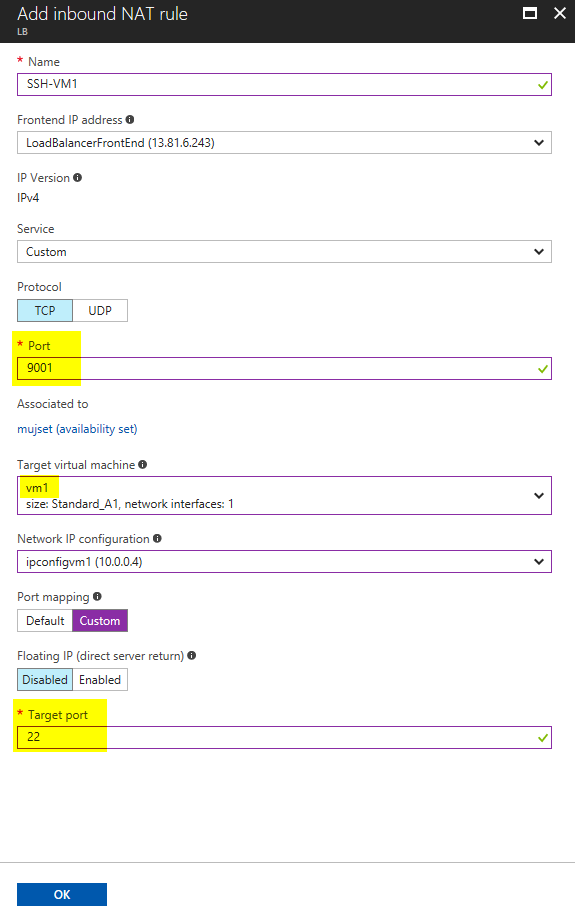 Add inbound NAT rule
LB
* Name
SSH-VM1
Frontend IP address
LoadBalancerFrontEnd (13.81.6.243)
IP Version
IPv4
Service
Custom
Protocol
TCP UDP
* Port
9001
Associated to
mujset (availability set)
Target virtual machine
vm1
size: Standard_A1, network interfaces: 1
Network IP configuration
ipconfigvm1 (10.0.0.4)
Port mapping
Default Custom
Floating IP (direct server return)
Disabled Enabled
* Target port
22
OK